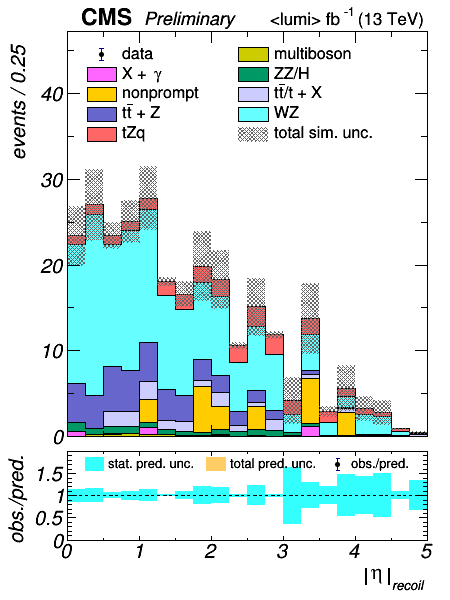 CMS Preliminary <lumi> fb⁻¹ (13 TeV)
events / 0.25
data
multiboson
X + γ
ZZ/H
nonprompt
tt̄/t + X
tt̄ + Z
WZ
tZq
total sim. unc.
40
30
20
10
0
obs./pred.
stat. pred. unc.
total pred. unc.
obs./pred.
1.5
1
0.5
0
0 1 2 3 4 5
|η|recoil